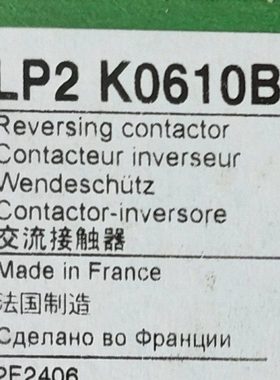 LP2 K0610B
Reversing contactor
Contacteur inverseur
Wendeschütz
Contactor-inversore
交流接触器
Made in France
法国制造
Сделано во Франции
2F2406